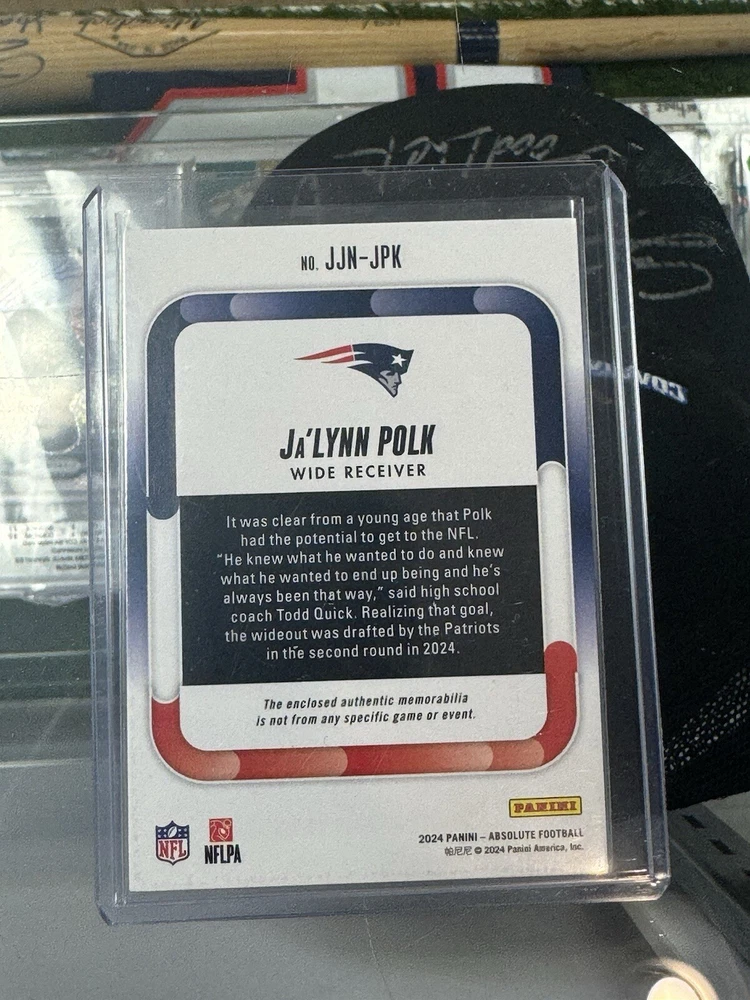 NO. JJN-JPK
JA'LYNN POLK
WIDE RECEIVER
It was clear from a young age that Polk
had the potential to get to the NFL.
"He knew what he wanted to do and knew
what he wanted to end up being and he's
always been that way," said high school
coach Todd Quick. Realizing that goal,
the wideout was drafted by the Patriots
in the second round in 2024.
The enclosed authentic memorabilia
is not from any specific game or event.
PANINI
NFL
NFLPA
2024 PANINI – ABSOLUTE FOOTBALL
帕尼尼 © 2024 Panini America, Inc.